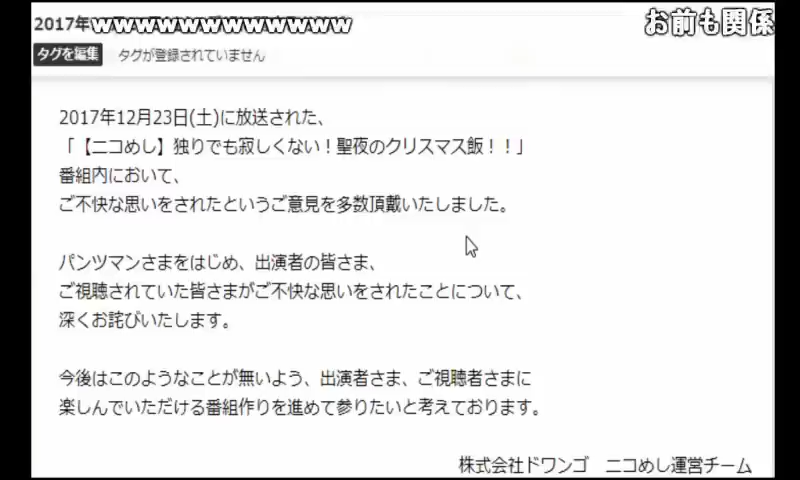 2017年wwwwwwwwwwww
お前も関係
タグを編集 タグが登録されていません
2017年12月23日(土)に放送された、
「【ニコめし】独りでも寂しくない！聖夜のクリスマス飯！！」
番組内において、
ご不快な思いをされたというご意見を多数頂戴いたしました。
パンツマンさまをはじめ、出演者の皆さま、
ご視聴されていた皆さまがご不快な思いをされたことについて、
深くお詫びいたします。
今後はこのようなことが無いよう、出演者さま、ご視聴者さまに
楽しんでいただける番組作りを進めて参りたいと考えております。
株式会社ドワンゴ　ニコめし運営チーム